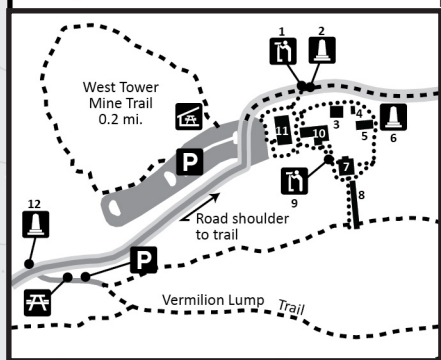 1
2
West Tower
Mine Trail
0.2 mi.
P
11
10
3
4
5
6
7
8
9
Road shoulder
to trail
12
P
Vermilion Lump Trail